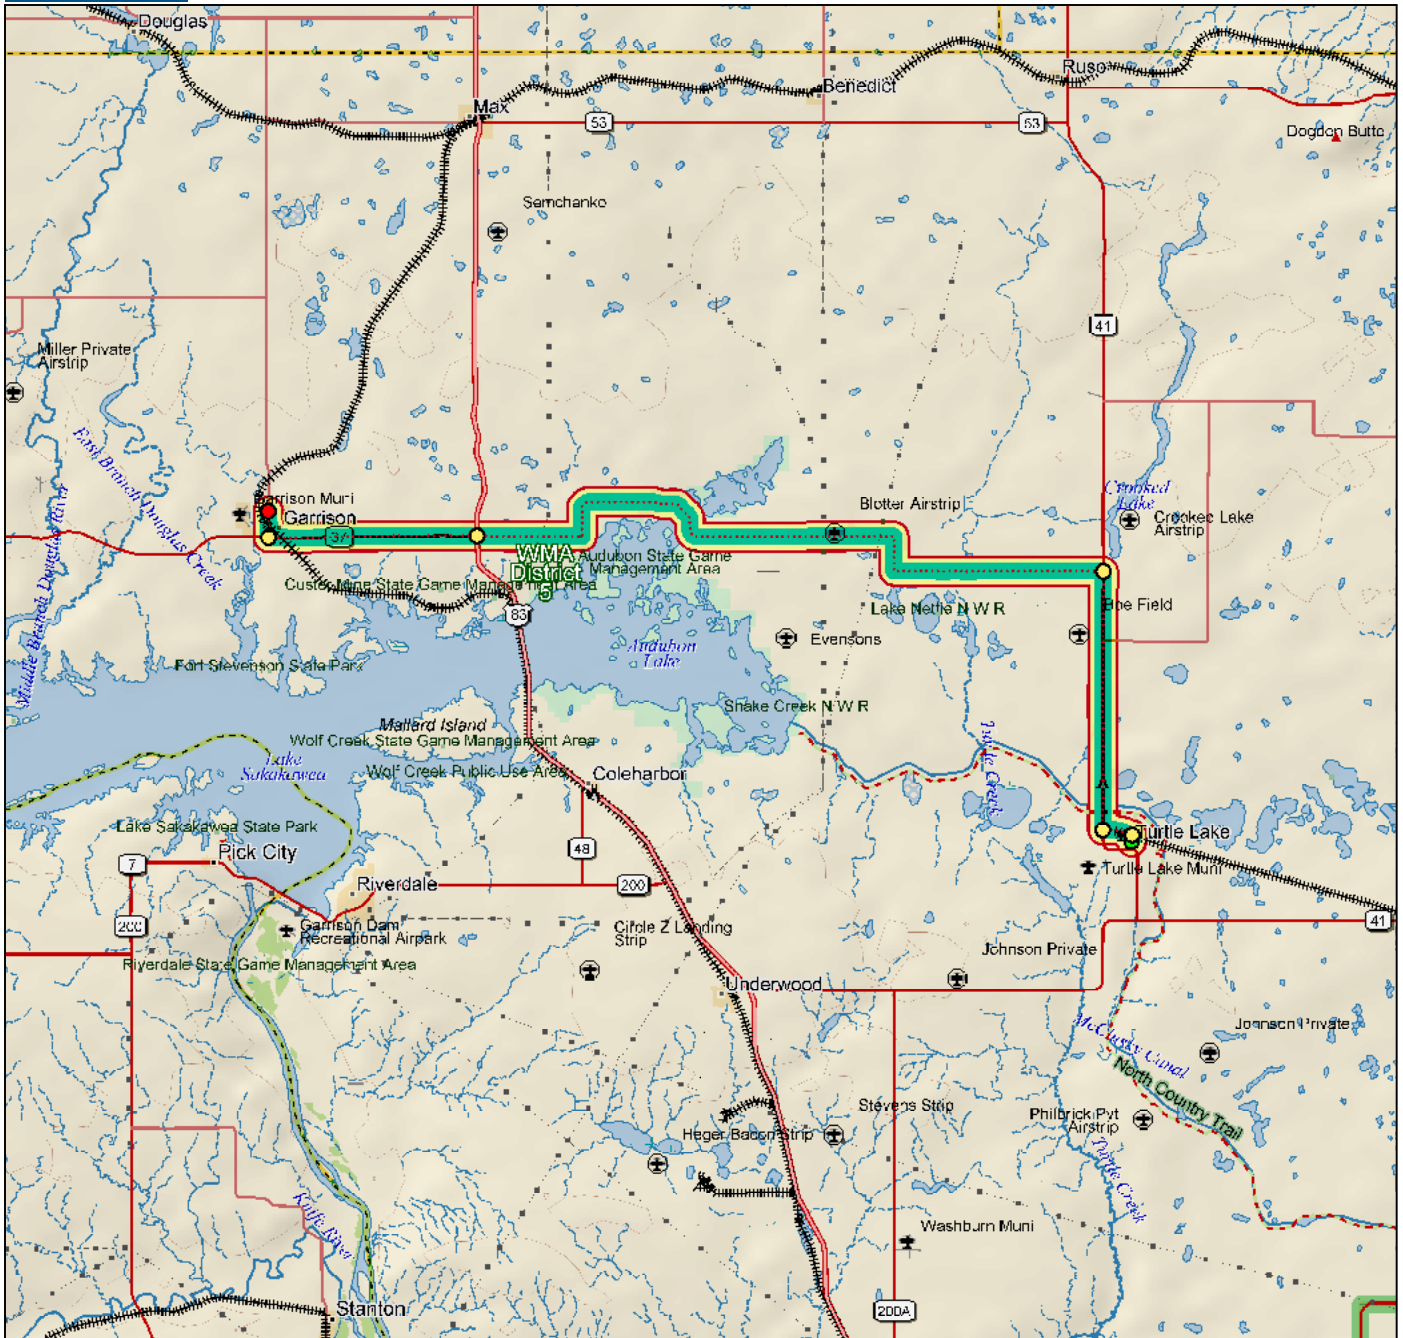 Douglas
Ruso
Benedict
Max
53
53
Dogden Butte
Semchanko
41
Miller Private
Airstrip
East Branch Douglas Creek
Middle Branch Douglas River
Garrison Muni
Garrison
37
Blotter Airstrip
Crooked
Lake
Crooked Lake
Airstrip
WMA
District
5
Audubon State Game
Management Area
Custer Mine State Game Management Area
83
Lake Nettie N W R
Boe Field
Evensons
Audubon
Lake
Fort Stevenson State Park
Snake Creek N W R
Mallard Island
Wolf Creek State Game Management Area
Lake
Sakakawea
Wolf Creek Public Use Area
Coleharbor
Turtle Creek
Lake Sakakawea State Park
Turtle Lake
Pick City
7
48
Turtle Lake Muni
Riverdale
200
200
41
Garrison Dam
Recreational Airpark
Circle Z Landing
Strip
Johnson Private
Riverdale State Game Management Area
Underwood
Johnson Private
McClusky Canal
North Country Trail
Stevens Strip
Philbrick Pvt
Airstrip
Heger Bacon Strip
Turtle Creek
Knife River
Washburn Muni
Stanton
200A